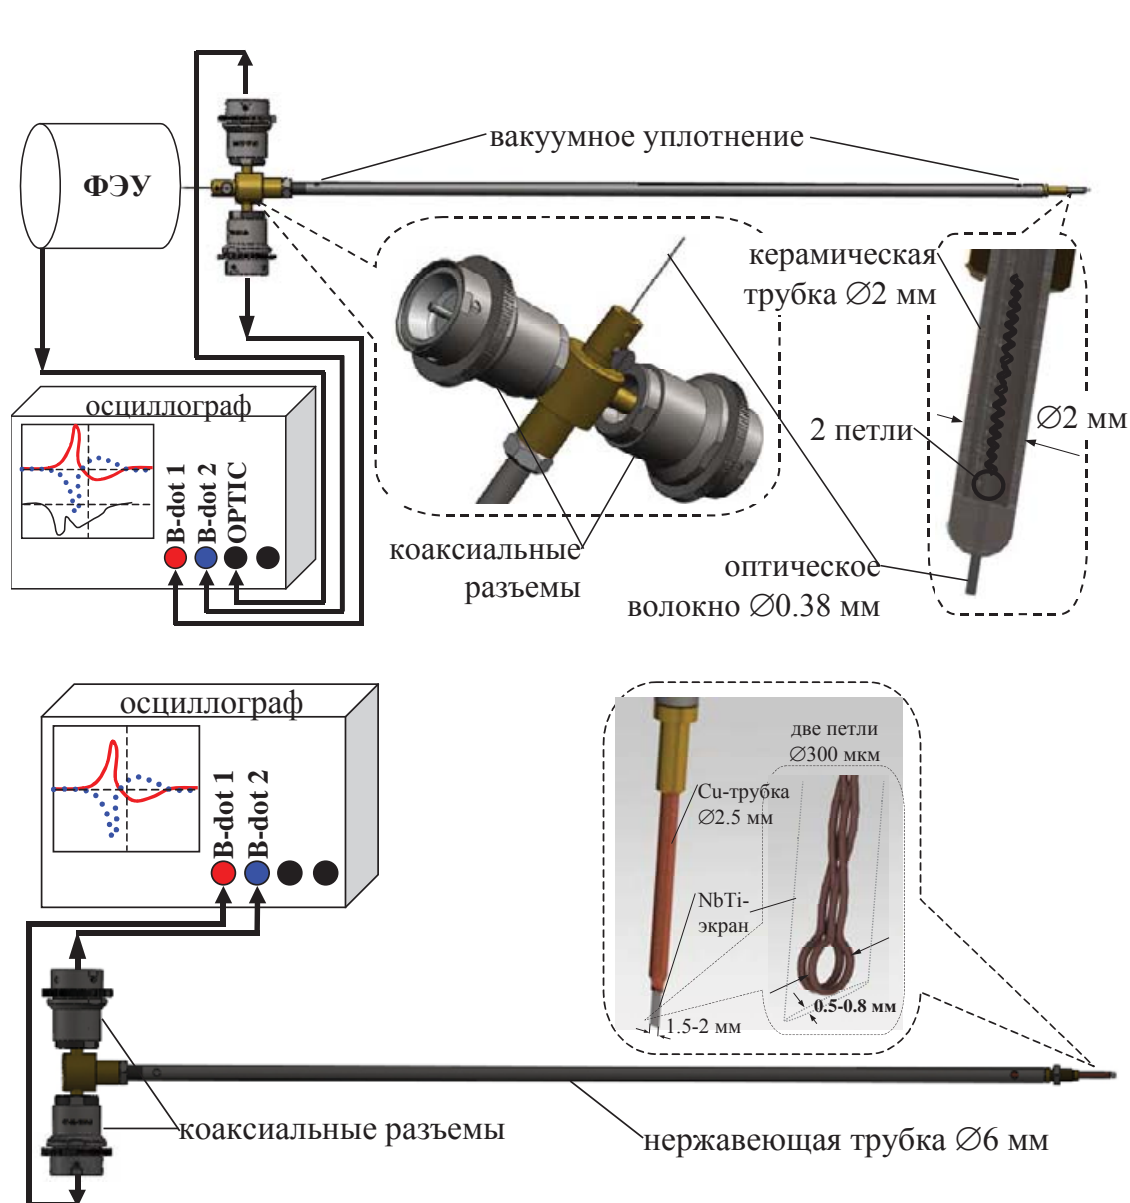 вакуумное уплотнение
ФЭУ
керамическая
трубка ∅2 мм
осциллограф
B-dot 1
B-dot 2
OPTIC
2 петли
∅2 мм
коаксиальные
разъемы
оптическое
волокно ∅0.38 мм
осциллограф
B-dot 1
B-dot 2
две петли
∅300 мкм
Cu-трубка
∅2.5 мм
NbTi-
экран
0.5-0.8 мм
1.5-2 мм
коаксиальные разъемы
нержавеющая трубка ∅6 мм